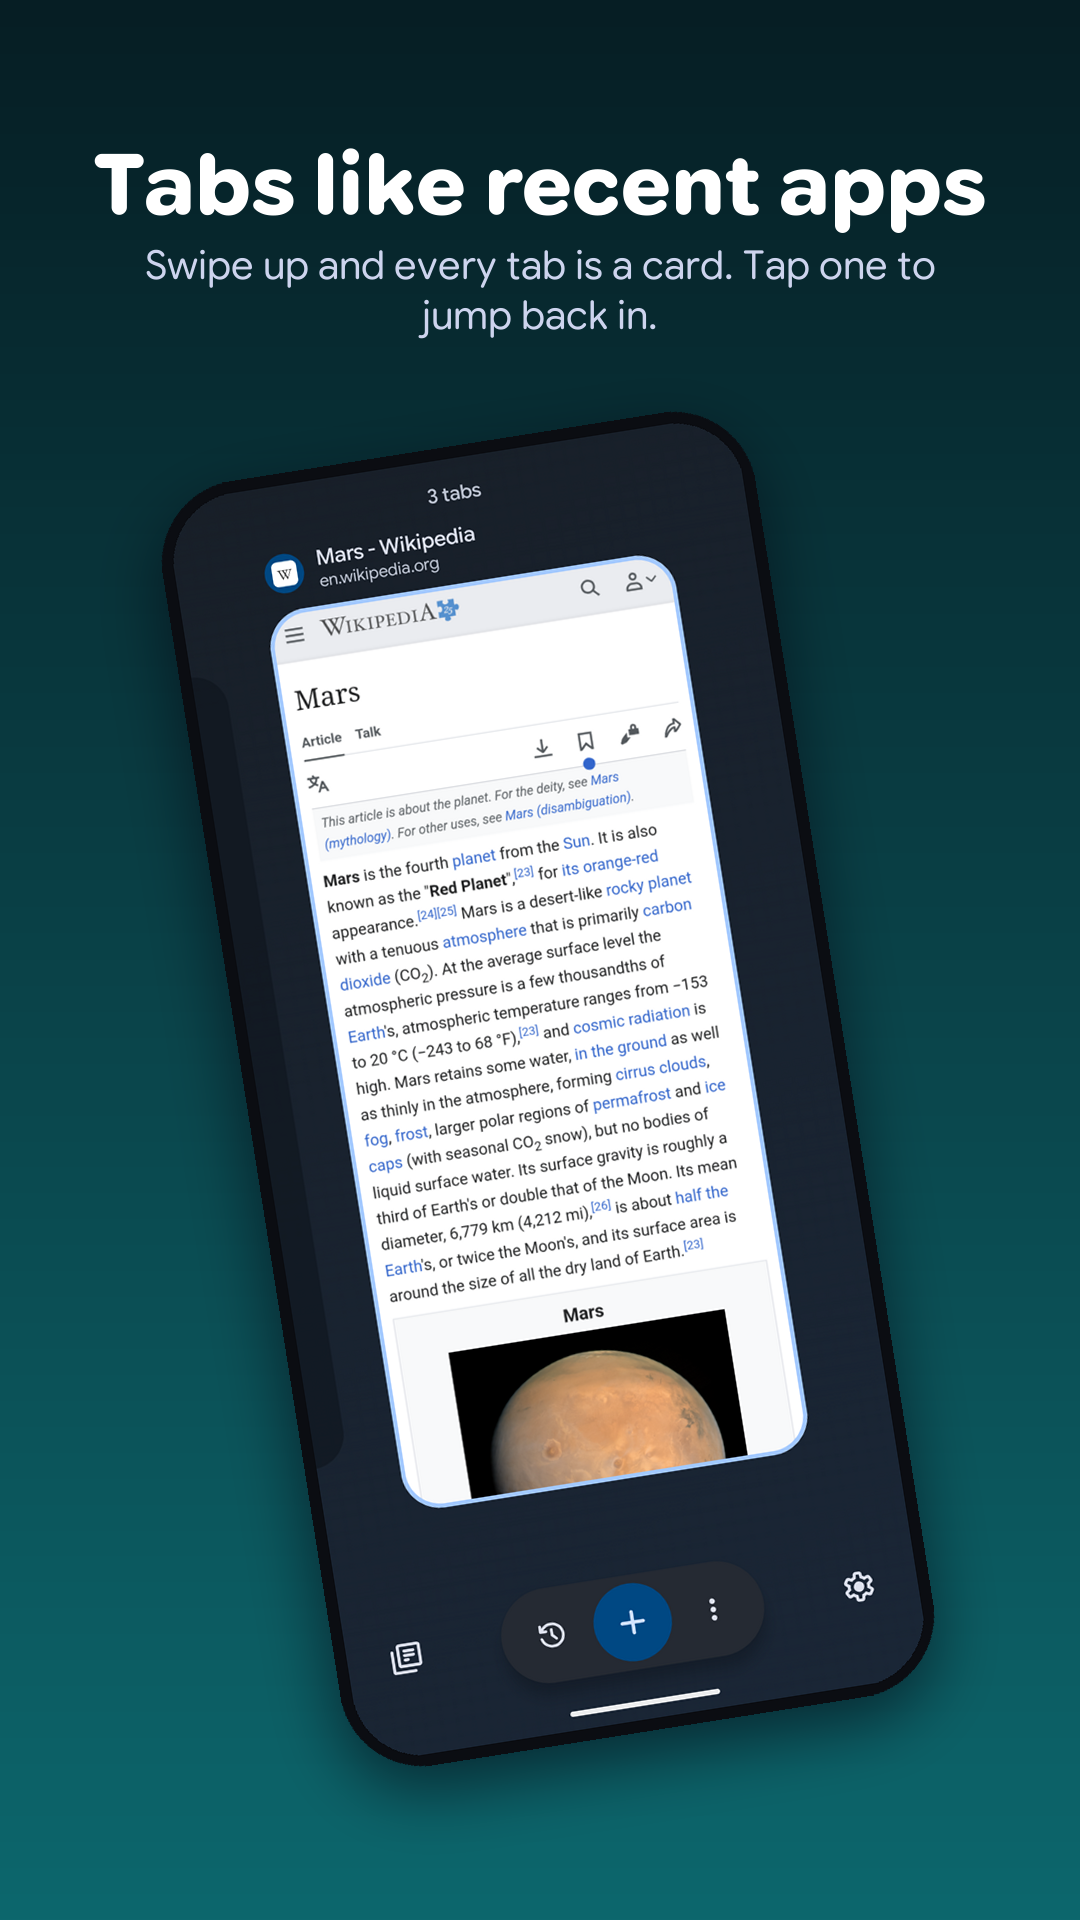 Tabs like recent apps
Swipe up and every tab is a card. Tap one to
jump back in.
3 tabs
W
Mars - Wikipedia
en.wikipedia.org
WIKIPEDIA 25
Mars
Article Talk
This article is about the planet. For the deity, see Mars
(mythology). For other uses, see Mars (disambiguation).
Mars is the fourth planet from the Sun. It is also
known as the "Red Planet",[23] for its orange-red
appearance.[24][25] Mars is a desert-like rocky planet
with a tenuous atmosphere that is primarily carbon
dioxide (CO₂). At the average surface level the
atmospheric pressure is a few thousandths of
Earth's, atmospheric temperature ranges from −153
to 20 °C (−243 to 68 °F),[23] and cosmic radiation is
high. Mars retains some water, in the ground as well
as thinly in the atmosphere, forming cirrus clouds,
fog, frost, larger polar regions of permafrost and ice
caps (with seasonal CO₂ snow), but no bodies of
liquid surface water. Its surface gravity is roughly a
third of Earth's or double that of the Moon. Its mean
diameter, 6,779 km (4,212 mi),[26] is about half the
Earth's, or twice the Moon's, and its surface area is
around the size of all the dry land of Earth.[23]
Mars